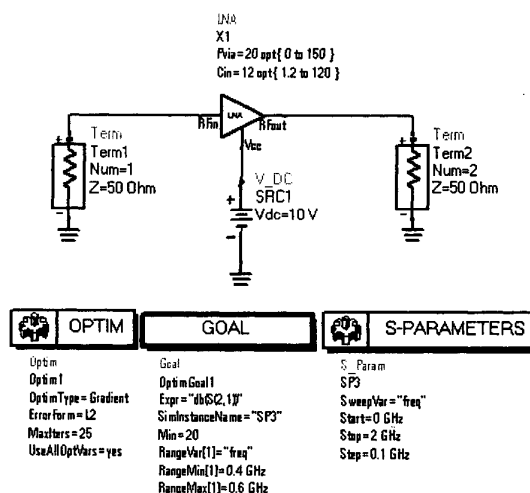 LNA
X1
Pvia=20 opt{ 0 to 150 }
Cin=12 opt{ 1.2 to 120 }
RFin
LNA
RFout
Vcc
Term
Term1
Num=1
Z=50 Ohm
+
-
V_DC
SRC1
Vdc=10 V
+
-
Term
Term2
Num=2
Z=50 Ohm
+
-
OPTIM
Optim
Optim1
OptimType=Gradient
ErrorForm=L2
MaxIters=25
UseAllOptVars=yes
GOAL
Goal
OptimGoal1
Expr="db(S(2,1))"
SimInstanceName="SP3"
Min=20
RangeVar[1]="freq"
RangeMin[1]=0.4 GHz
RangeMax[1]=0.6 GHz
S-PARAMETERS
S_Param
SP3
SweepVar="freq"
Start=0 GHz
Stop=2 GHz
Step=0.1 GHz